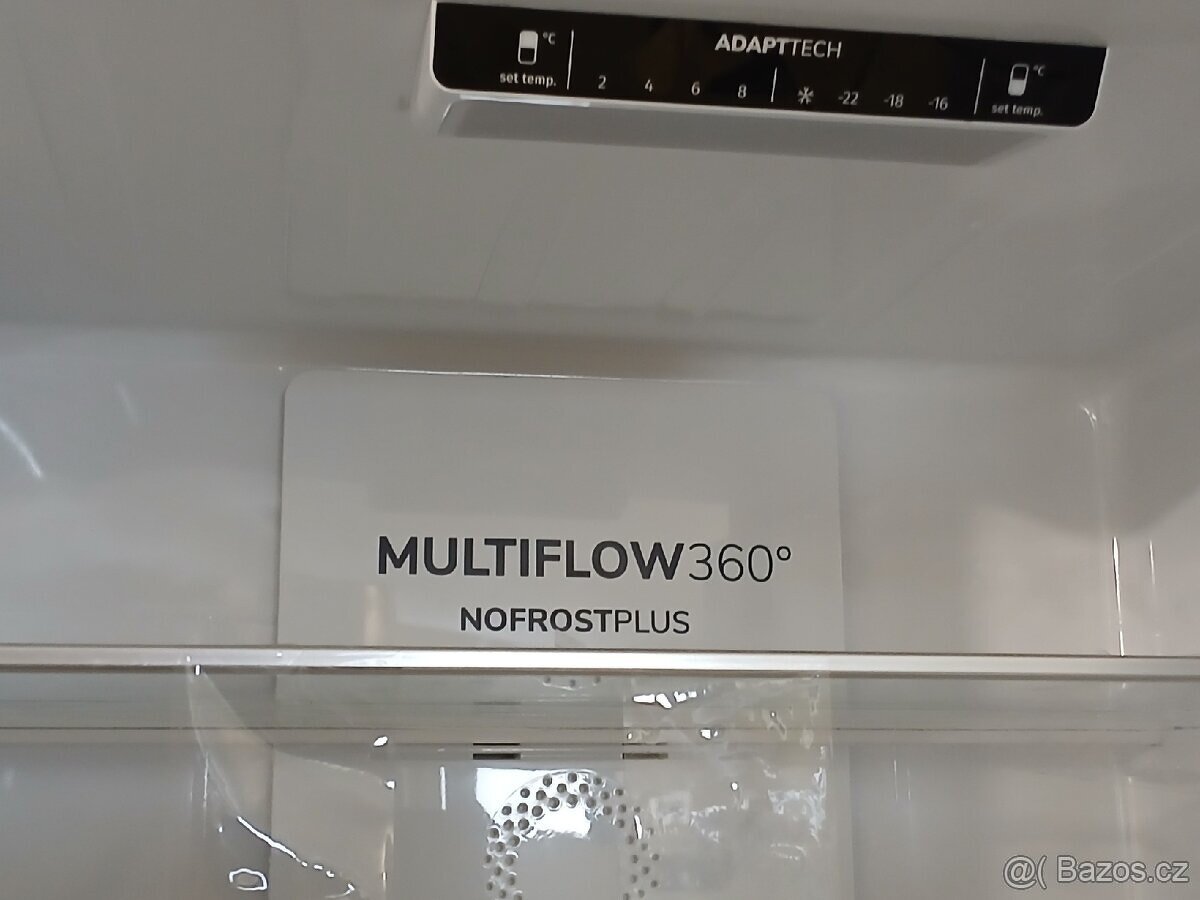 ADAPTTECH
°C
set temp.
2 4 6 8 -22 -18 -16
°C
set temp.
MULTIFLOW360°
NOFROSTPLUS
@( Bazos.cz